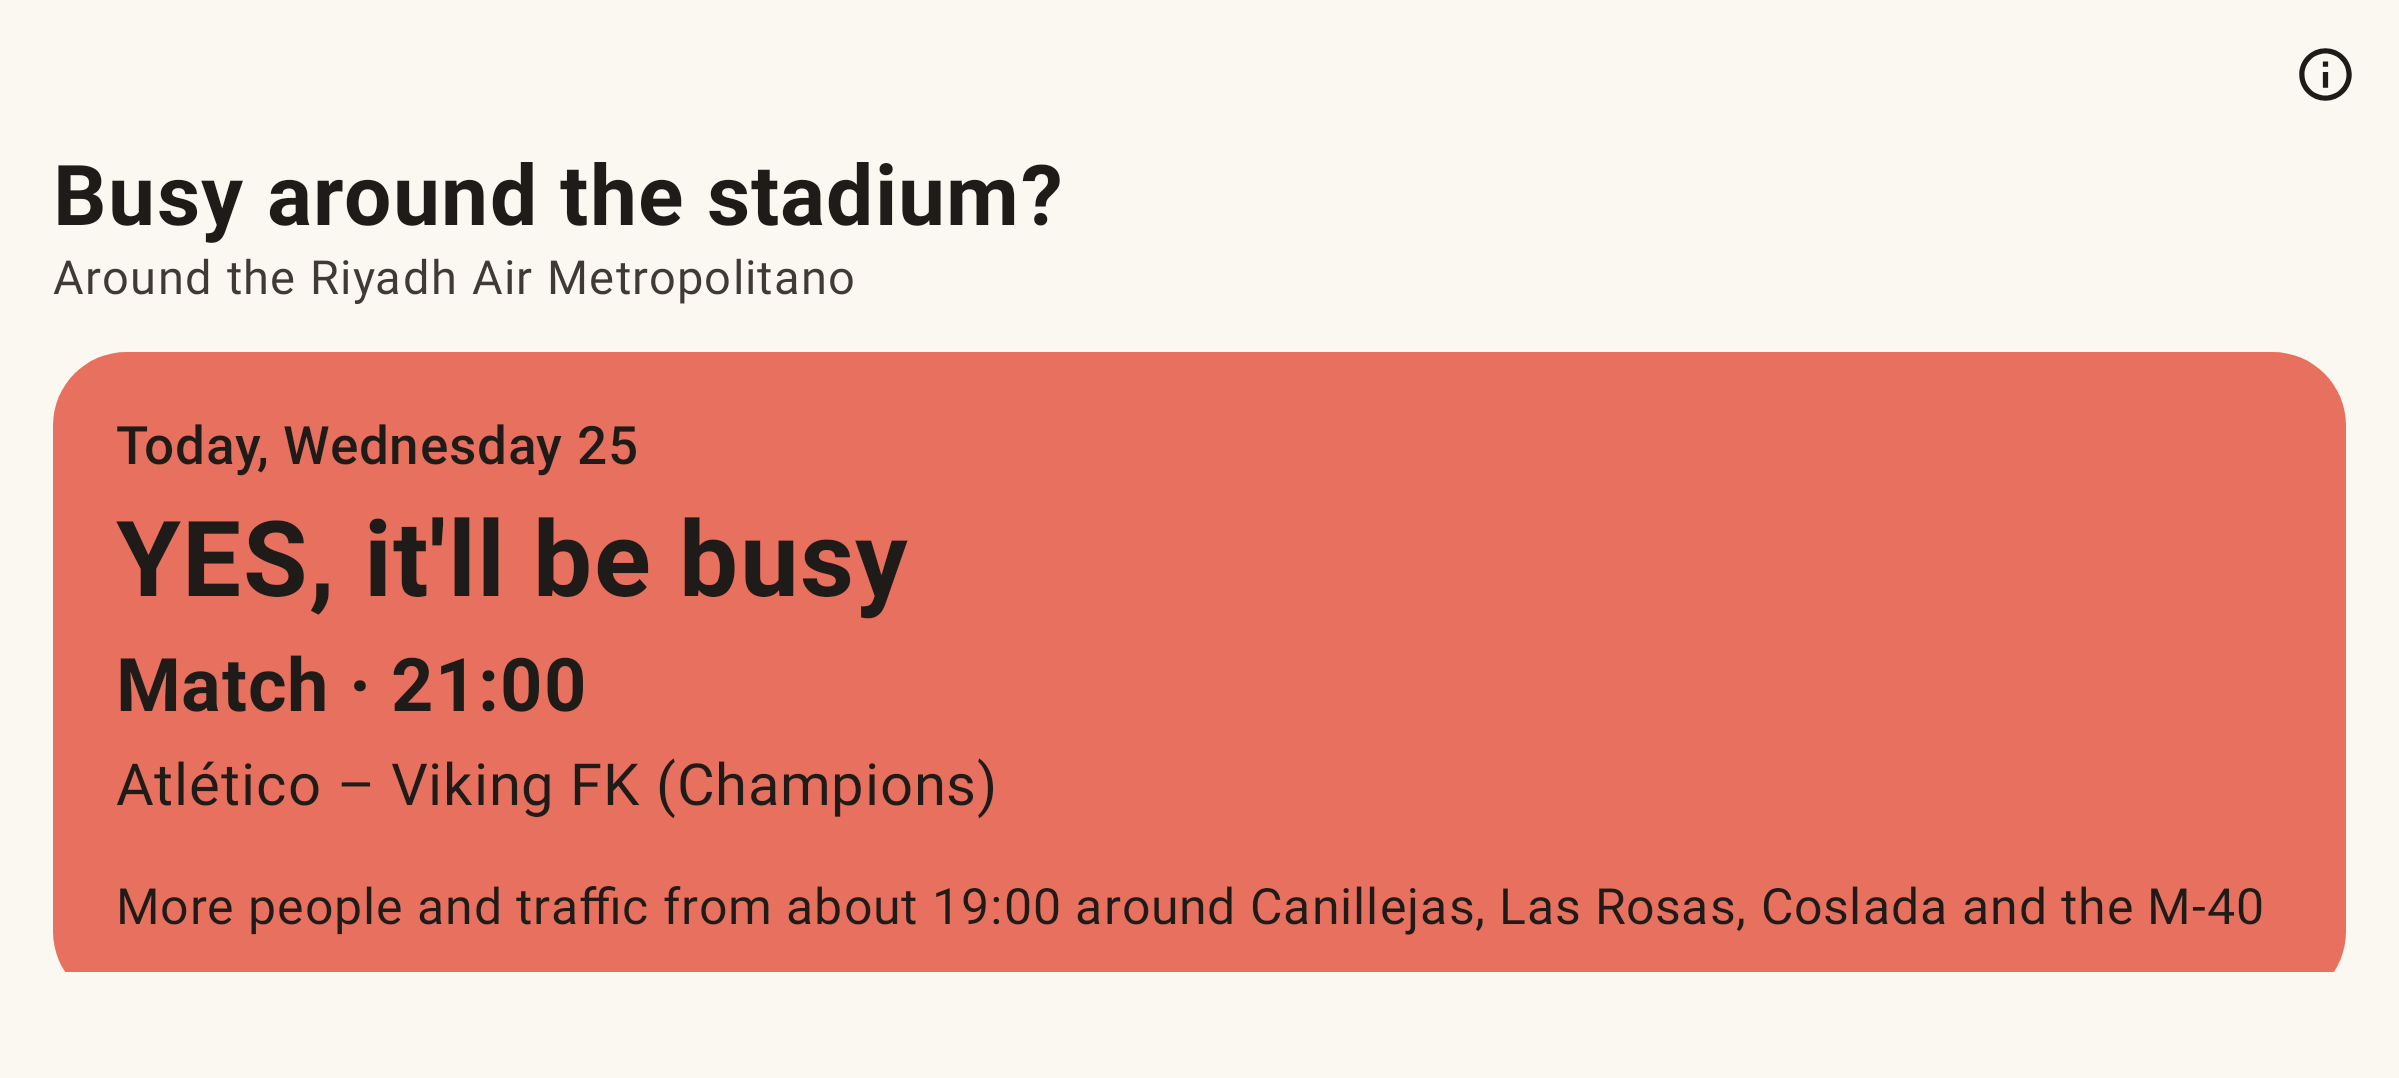 Busy around the stadium?
Around the Riyadh Air Metropolitano
Today, Wednesday 25
YES, it'll be busy
Match · 21:00
Atlético – Viking FK (Champions)
More people and traffic from about 19:00 around Canillejas, Las Rosas, Coslada and the M-40